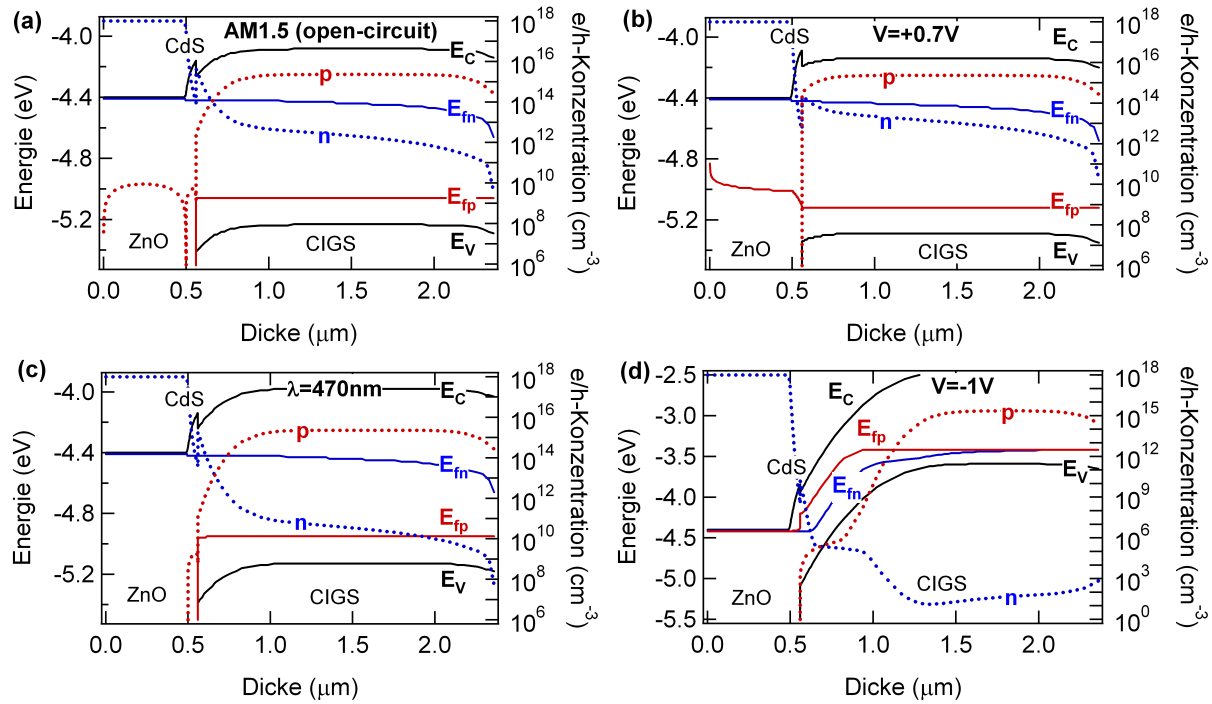 (a)
AM1.5 (open-circuit)
CdS
E_C
p
E_fn
n
E_fp
ZnO
CIGS
E_V
-4.0
-4.4
-4.8
-5.2
Energie (eV)
10^18
10^16
10^14
10^12
10^10
10^8
10^6
e/h-Konzentration (cm^-3)
0.0 0.5 1.0 1.5 2.0
Dicke (μm)
(b)
V=+0.7V
CdS
E_C
p
E_fn
n
E_fp
ZnO
CIGS
E_V
-4.0
-4.4
-4.8
-5.2
Energie (eV)
10^18
10^16
10^14
10^12
10^10
10^8
10^6
e/h-Konzentration (cm^-3)
0.0 0.5 1.0 1.5 2.0
Dicke (μm)
(c)
λ=470nm
CdS
E_C
p
E_fn
n
E_fp
E_V
CIGS
ZnO
-4.0
-4.4
-4.8
-5.2
Energie (eV)
10^18
10^16
10^14
10^12
10^10
10^8
10^6
e/h-Konzentration (cm^-3)
0.0 0.5 1.0 1.5 2.0
Dicke (μm)
(d)
V=-1V
E_C
p
E_fp
CdS
E_V
E_fn
CIGS
ZnO
n
-2.5
-3.0
-3.5
-4.0
-4.5
-5.0
-5.5
Energie (eV)
10^18
10^15
10^12
10^9
10^6
10^3
10^0
e/h-Konzentration (cm^-3)
0.0 0.5 1.0 1.5 2.0
Dicke (μm)